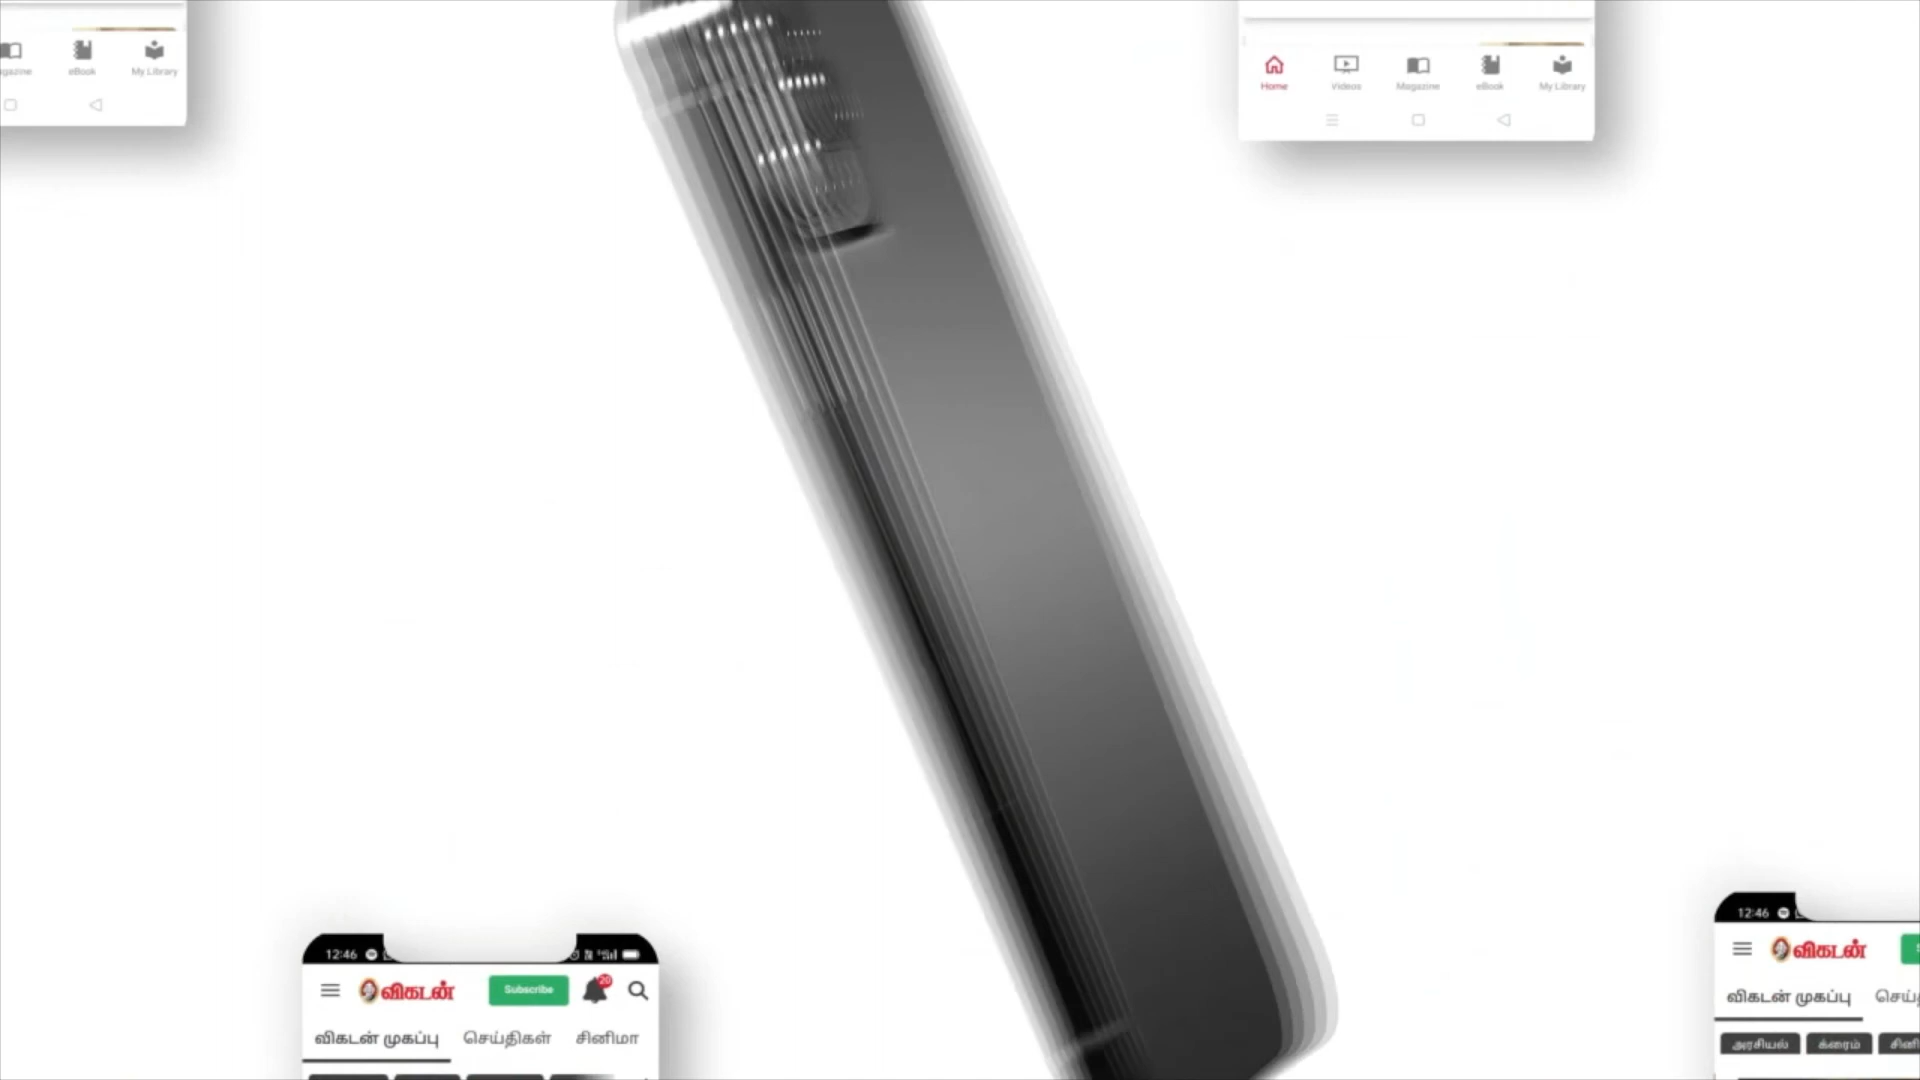 eBook
My Library
Home
Videos
Magazine
eBook
My Library
12:46
விகடன்
Subscribe
20
விகடன் முகப்பு
செய்திகள்
சினிமா
12:46
விகடன்
விகடன் முகப்பு
அரசியல்
க்ரைம்